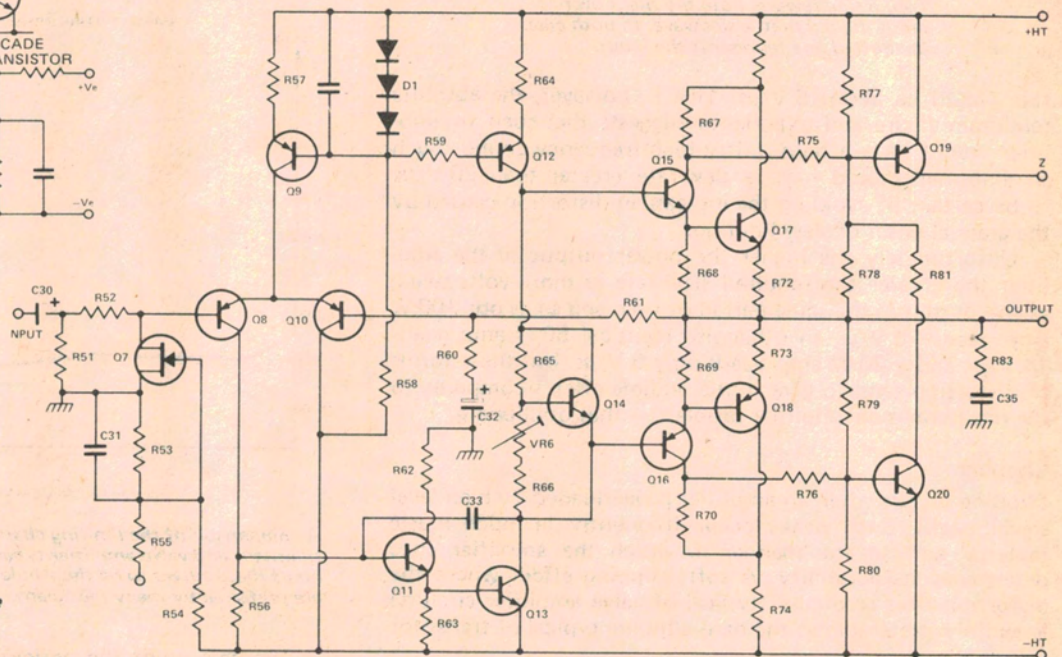 CADE
ANSISTOR
+Ve
-Ve
+HT
R57
D1
R64
R67
R77
Q9
R59
Q12
Q15
R75
Q19
Z
Q17
R68
R72
R78
R81
C30
+
R52
NPUT
R51
Q7
Q8
Q10
R61
OUTPUT
R60
R65
R73
R83
R58
+
C32
Q14
R69
Q18
C35
C31
R53
VR6
R79
R62
R66
Q16
R76
C33
R70
Q20
R55
Q11
Q13
R80
R54
R56
R63
R74
-HT